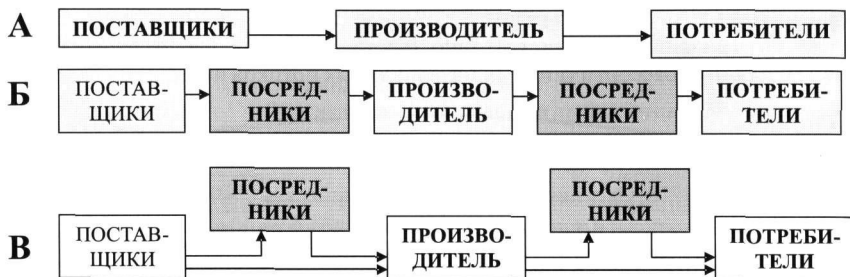 А ПОСТАВЩИКИ ПРОИЗВОДИТЕЛЬ ПОТРЕБИТЕЛИ
Б ПОСТАВ-
ЩИКИ
ПОСРЕД-
НИКИ
ПРОИЗВО-
ДИТЕЛЬ
ПОСРЕД-
НИКИ
ПОТРЕБИ-
ТЕЛИ
В ПОСТАВ-
ЩИКИ
ПОСРЕД-
НИКИ
ПРОИЗВО-
ДИТЕЛЬ
ПОСРЕД-
НИКИ
ПОТРЕБИ-
ТЕЛИ